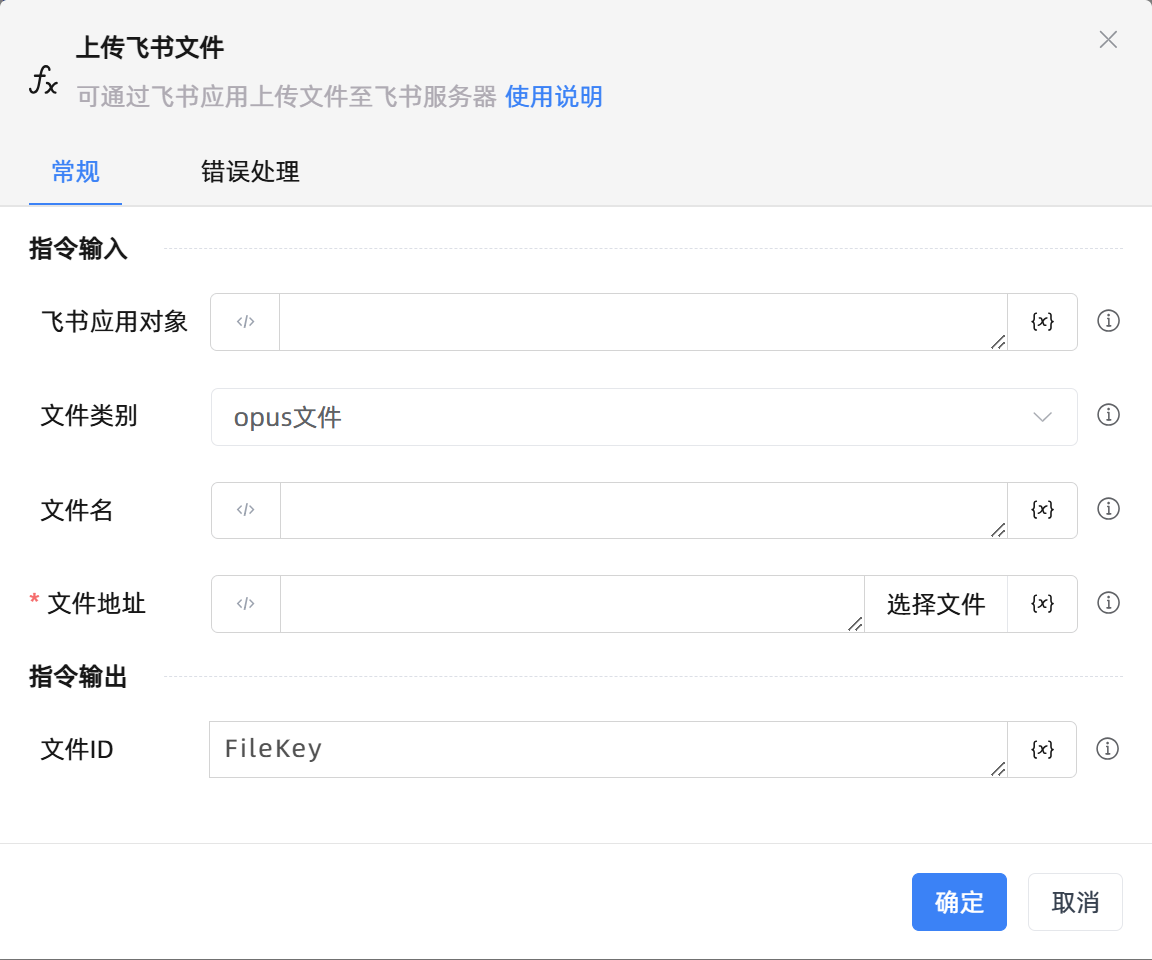 上传飞书文件
fx
可通过飞书应用上传文件至飞书服务器 使用说明
常规 错误处理
指令输入
飞书应用对象 </> {x}
文件类别 opus文件
文件名 </> {x}
* 文件地址 </> 选择文件 {x}
指令输出
文件ID FileKey {x}
确定 取消